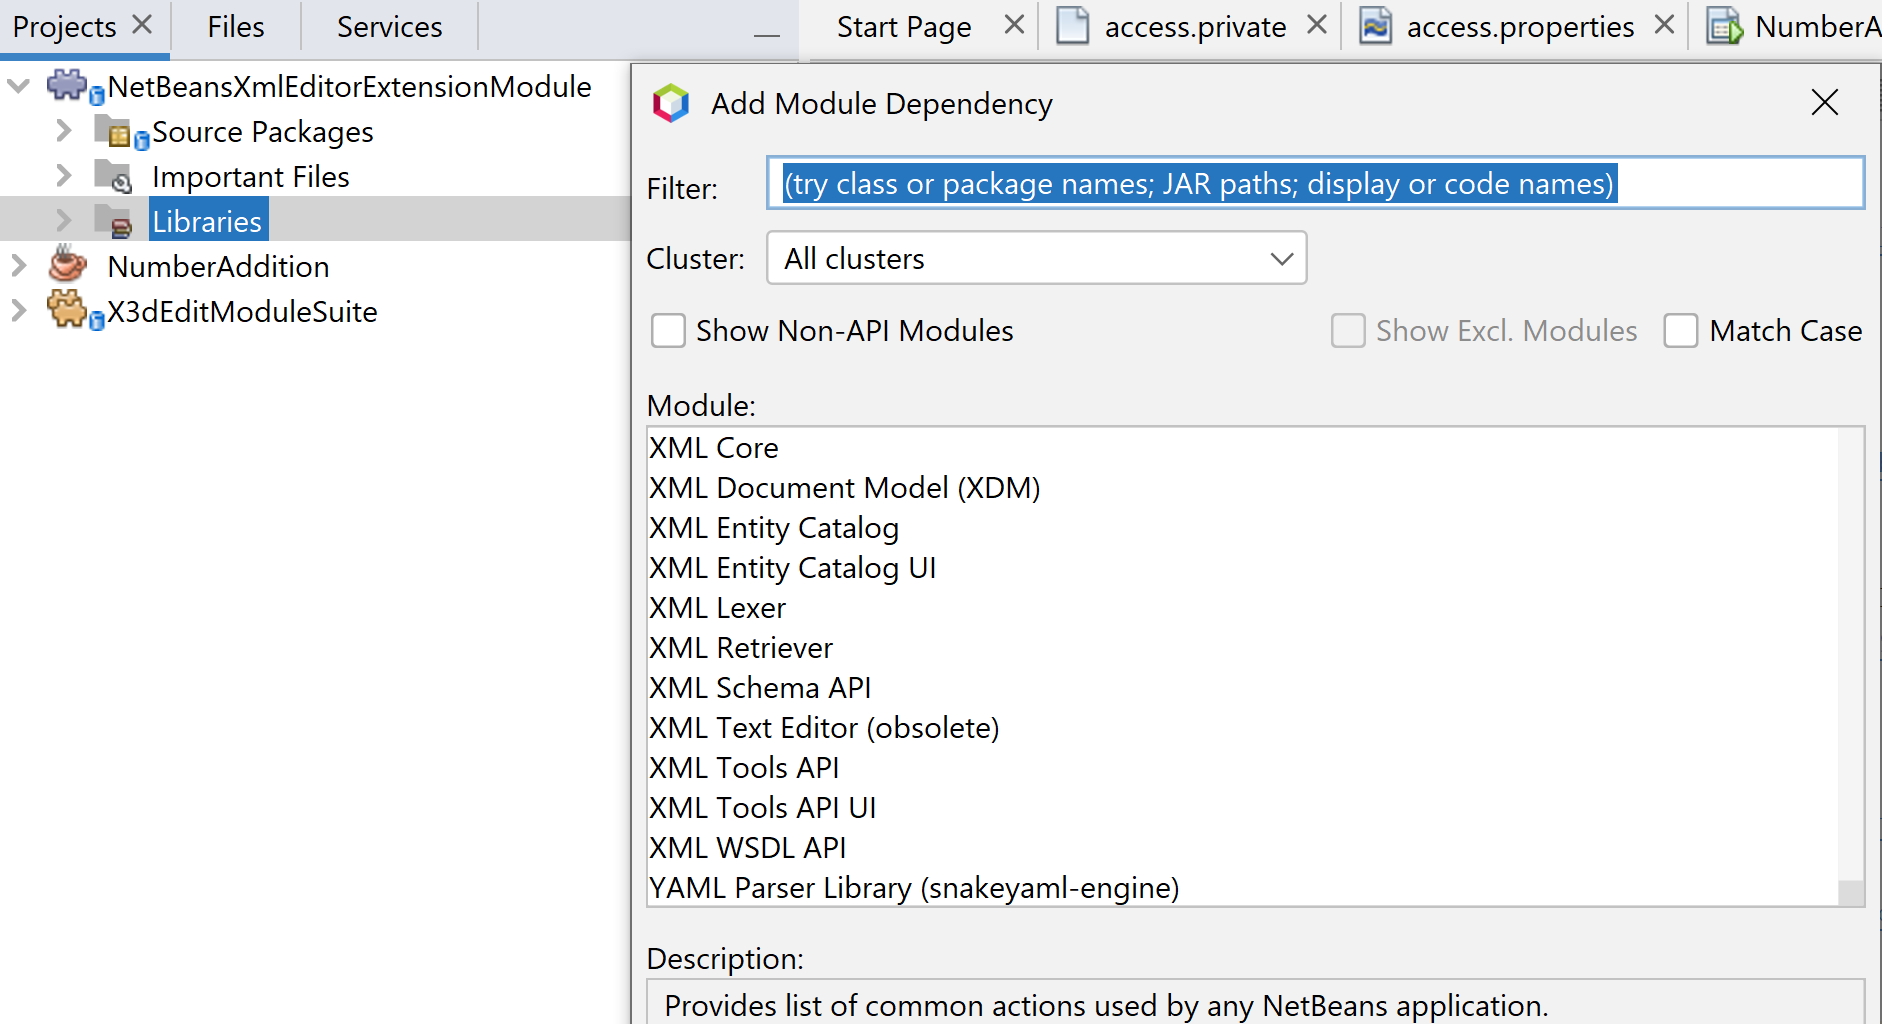 Projects Files Services
Start Page access.private access.properties NumberA
NetBeansXmlEditorExtensionModule
Source Packages
Important Files
Libraries
NumberAddition
X3dEditModuleSuite
Add Module Dependency
Filter: (try class or package names; JAR paths; display or code names)
Cluster: All clusters
Show Non-API Modules Show Excl. Modules Match Case
Module:
XML Core
XML Document Model (XDM)
XML Entity Catalog
XML Entity Catalog UI
XML Lexer
XML Retriever
XML Schema API
XML Text Editor (obsolete)
XML Tools API
XML Tools API UI
XML WSDL API
YAML Parser Library (snakeyaml-engine)
Description:
Provides list of common actions used by any NetBeans application.